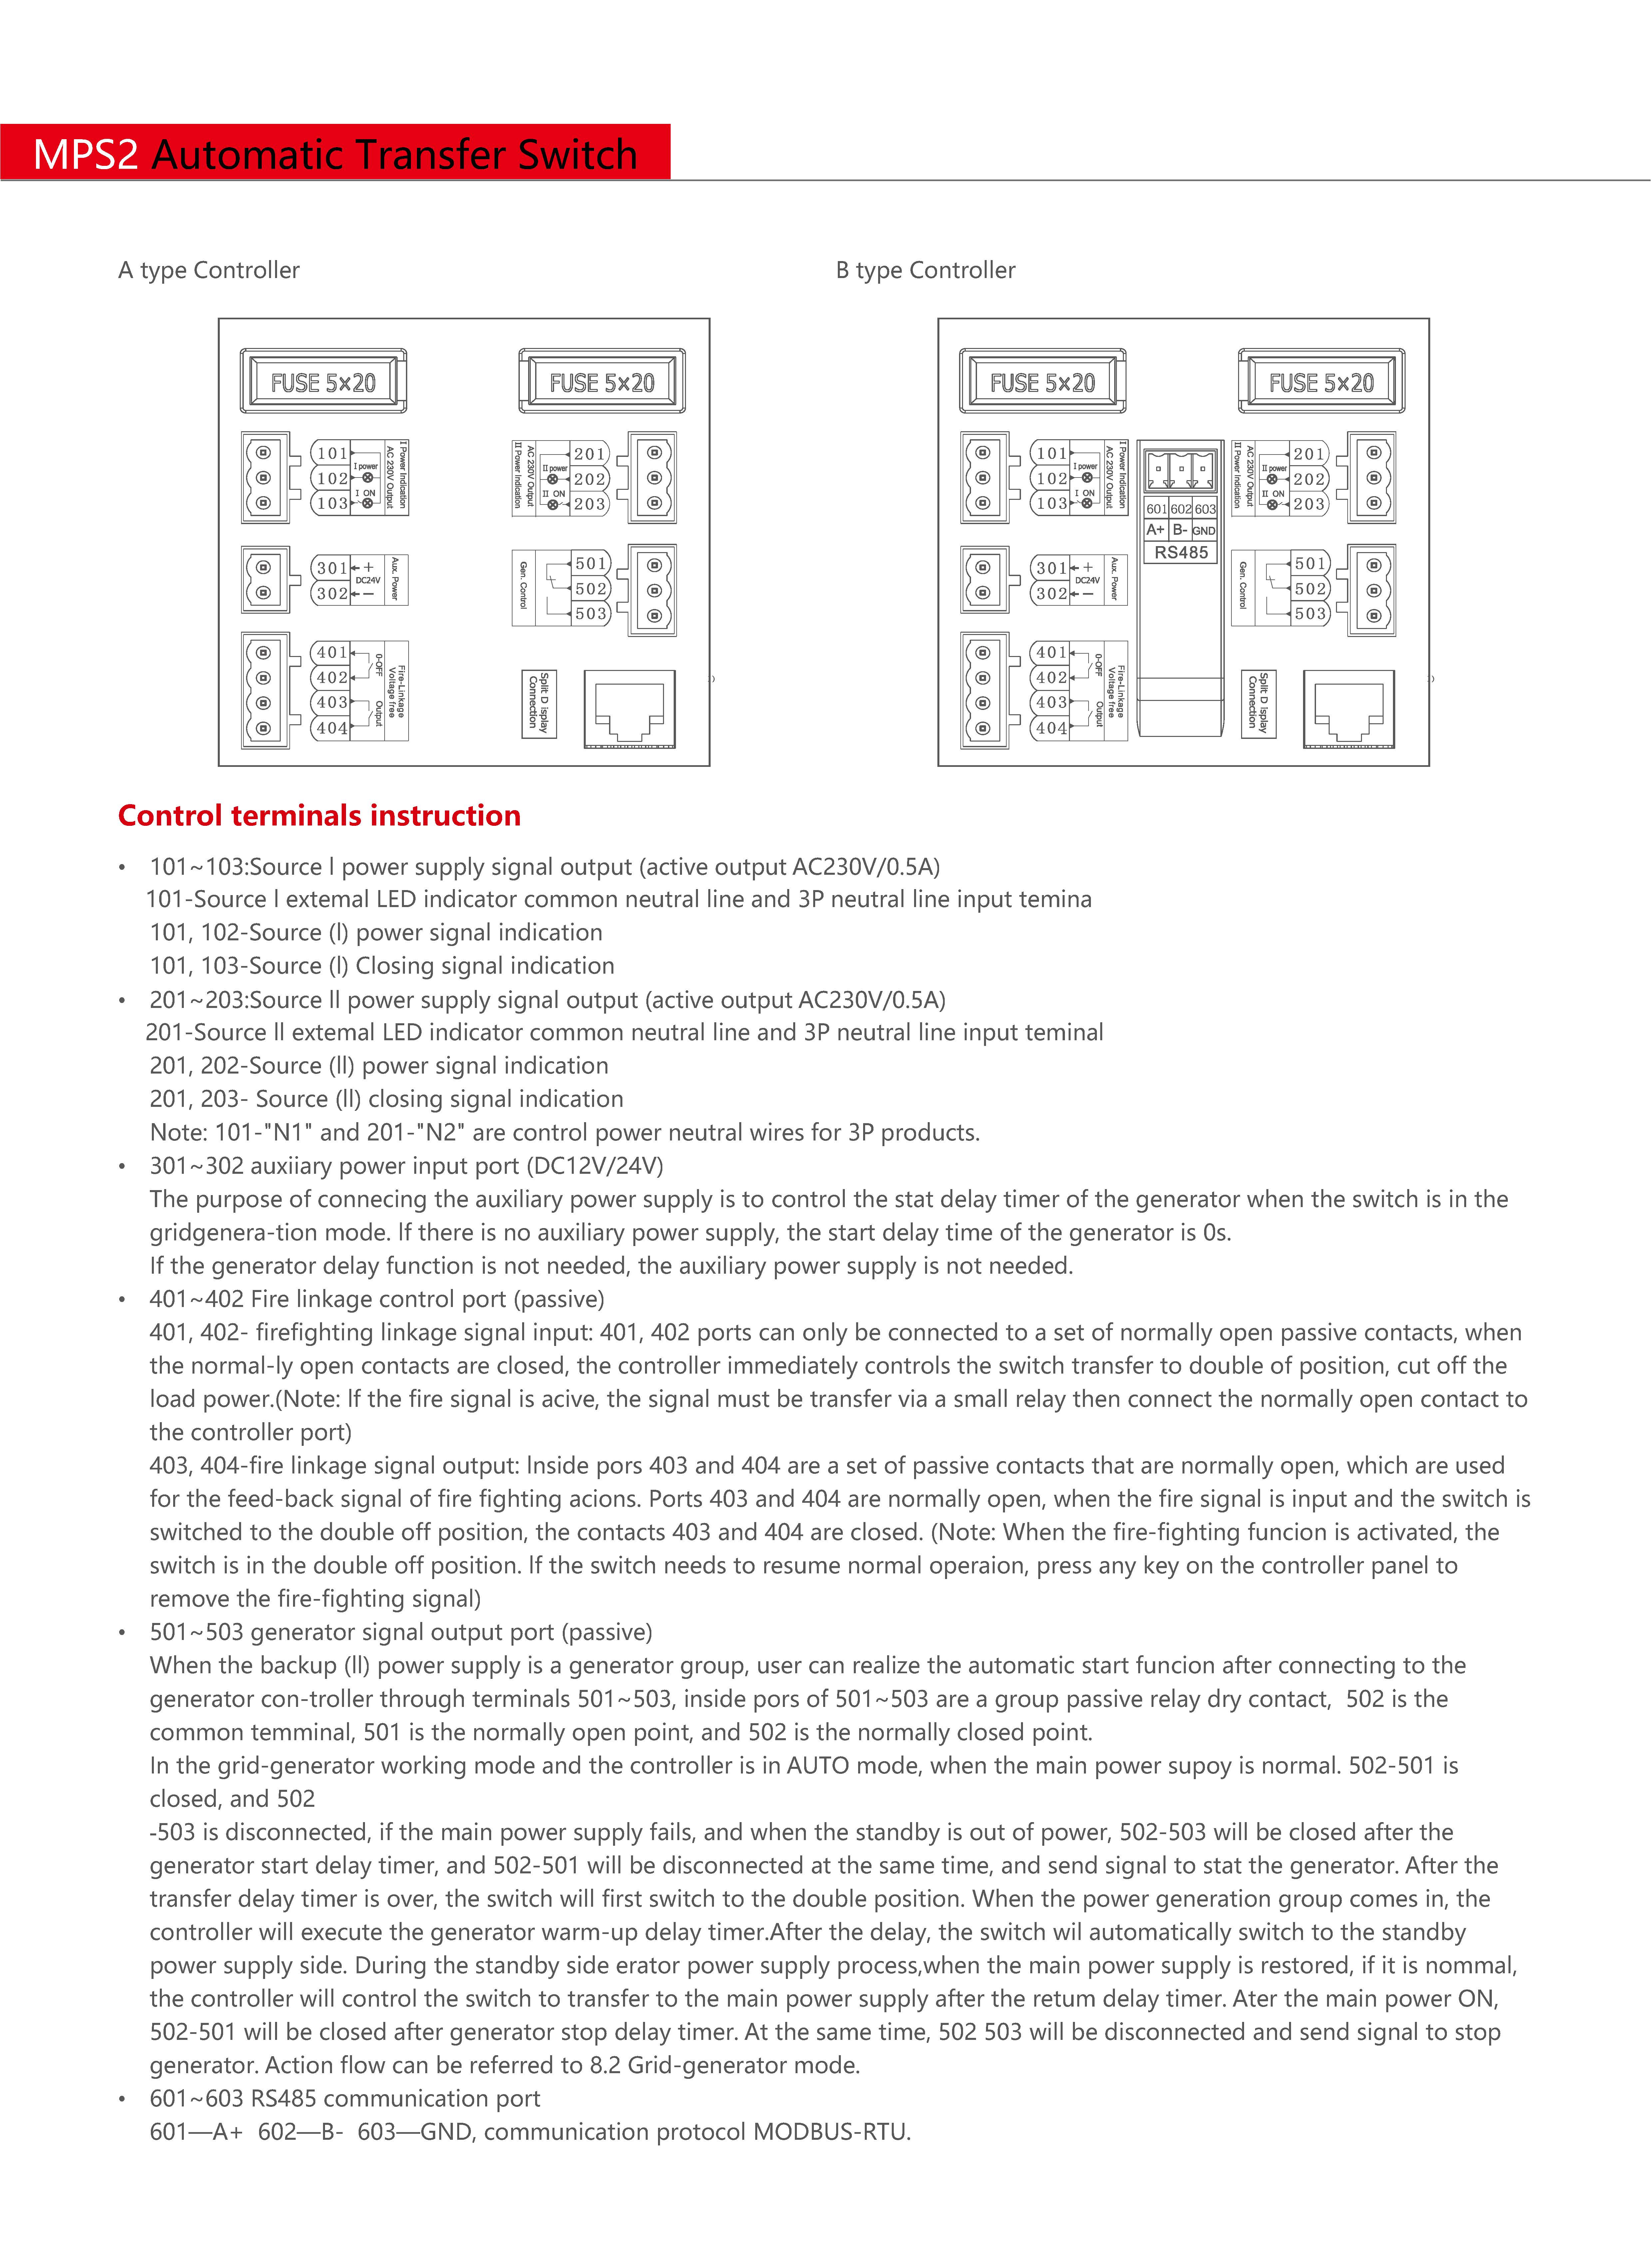 MPS2 Automatic Transfer Switch
A type Controller
B type Controller
FUSE 5×20
FUSE 5×20
101
102
103
I power
I ON
AC 230V Output
I Power Indication
201
202
203
II power
II ON
AC 230V Output
II Power Indication
301
302
+
DC24V
−
Aux. Power
501
502
503
Gen. Control
401
402
403
404
0-OFF
Output
Fire-Linkage
Voltage free
Split D isplay
Connection
FUSE 5×20
FUSE 5×20
101
102
103
I power
I ON
AC 230V Output
I Power Indication
601 602 603
A+ B- GND
RS485
201
202
203
II power
II ON
AC 230V Output
II Power Indication
301
302
+
DC24V
−
Aux. Power
501
502
503
Gen. Control
401
402
403
404
0-OFF
Output
Fire-Linkage
Voltage free
Split D isplay
Connection
Control terminals instruction
• 101~103:Source l power supply signal output (active output AC230V/0.5A)
101-Source l extemal LED indicator common neutral line and 3P neutral line input temina
101, 102-Source (l) power signal indication
101, 103-Source (l) Closing signal indication
• 201~203:Source ll power supply signal output (active output AC230V/0.5A)
201-Source ll extemal LED indicator common neutral line and 3P neutral line input teminal
201, 202-Source (ll) power signal indication
201, 203- Source (ll) closing signal indication
Note: 101-"N1" and 201-"N2" are control power neutral wires for 3P products.
• 301~302 auxiiary power input port (DC12V/24V)
The purpose of connecing the auxiliary power supply is to control the stat delay timer of the generator when the switch is in the
gridgenera-tion mode. lf there is no auxiliary power supply, the start delay time of the generator is 0s.
If the generator delay function is not needed, the auxiliary power supply is not needed.
• 401~402 Fire linkage control port (passive)
401, 402- firefighting linkage signal input: 401, 402 ports can only be connected to a set of normally open passive contacts, when
the normal-ly open contacts are closed, the controller immediately controls the switch transfer to double of position, cut off the
load power.(Note: lf the fire signal is acive, the signal must be transfer via a small relay then connect the normally open contact to
the controller port)
403, 404-fire linkage signal output: lnside pors 403 and 404 are a set of passive contacts that are normally open, which are used
for the feed-back signal of fire fighting acions. Ports 403 and 404 are normally open, when the fire signal is input and the switch is
switched to the double off position, the contacts 403 and 404 are closed. (Note: When the fire-fighting funcion is activated, the
switch is in the double off position. lf the switch needs to resume normal operaion, press any key on the controller panel to
remove the fire-fighting signal)
• 501~503 generator signal output port (passive)
When the backup (ll) power supply is a generator group, user can realize the automatic start funcion after connecting to the
generator con-troller through terminals 501~503, inside pors of 501~503 are a group passive relay dry contact, 502 is the
common temminal, 501 is the normally open point, and 502 is the normally closed point.
In the grid-generator working mode and the controller is in AUTO mode, when the main power supoy is normal. 502-501 is
closed, and 502
-503 is disconnected, if the main power supply fails, and when the standby is out of power, 502-503 will be closed after the
generator start delay timer, and 502-501 will be disconnected at the same time, and send signal to stat the generator. After the
transfer delay timer is over, the switch will first switch to the double position. When the power generation group comes in, the
controller will execute the generator warm-up delay timer.After the delay, the switch wil automatically switch to the standby
power supply side. During the standby side erator power supply process,when the main power supply is restored, if it is nommal,
the controller will control the switch to transfer to the main power supply after the retum delay timer. Ater the main power ON,
502-501 will be closed after generator stop delay timer. At the same time, 502 503 will be disconnected and send signal to stop
generator. Action flow can be referred to 8.2 Grid-generator mode.
• 601~603 RS485 communication port
601—A+ 602—B- 603—GND, communication protocol MODBUS-RTU.